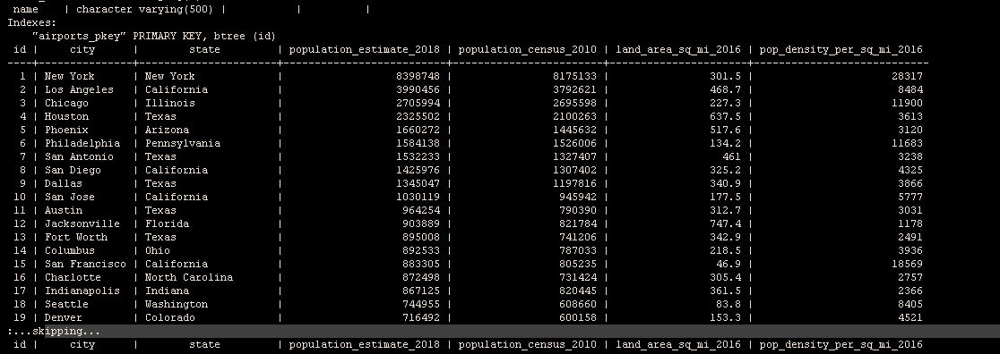 name | character varying(500) | | |
Indexes:
"airports_pkey" PRIMARY KEY, btree (id)
id | city | state | population_estimate_2018 | population_census_2010 | land_area_sq_mi_2016 | pop_density_per_sq_mi_2016
1 | New York | New York | 8398748 | 8175133 | 301.5 | 28317
2 | Los Angeles | California | 3990456 | 3792621 | 468.7 | 8484
3 | Chicago | Illinois | 2705994 | 2695598 | 227.3 | 11900
4 | Houston | Texas | 2325502 | 2100263 | 637.5 | 3613
5 | Phoenix | Arizona | 1660272 | 1445632 | 517.6 | 3120
6 | Philadelphia | Pennsylvania | 1584138 | 1526006 | 134.2 | 11683
7 | San Antonio | Texas | 1532233 | 1327407 | 461 | 3238
8 | San Diego | California | 1425976 | 1307402 | 325.2 | 4325
9 | Dallas | Texas | 1345047 | 1197816 | 340.9 | 3866
10 | San Jose | California | 1030119 | 945942 | 177.5 | 5777
11 | Austin | Texas | 964254 | 790390 | 312.7 | 3031
12 | Jacksonville | Florida | 903889 | 821784 | 747.4 | 1178
13 | Fort Worth | Texas | 895008 | 741206 | 342.9 | 2491
14 | Columbus | Ohio | 892533 | 787033 | 218.5 | 3936
15 | San Francisco | California | 883305 | 805235 | 46.9 | 18569
16 | Charlotte | North Carolina | 872498 | 731424 | 305.4 | 2757
17 | Indianapolis | Indiana | 867125 | 820445 | 361.5 | 2366
18 | Seattle | Washington | 744955 | 608660 | 83.8 | 8405
19 | Denver | Colorado | 716492 | 600158 | 153.3 | 4521
:...skipping...
id | city | state | population_estimate_2018 | population_census_2010 | land_area_sq_mi_2016 | pop_density_per_sq_mi_2016